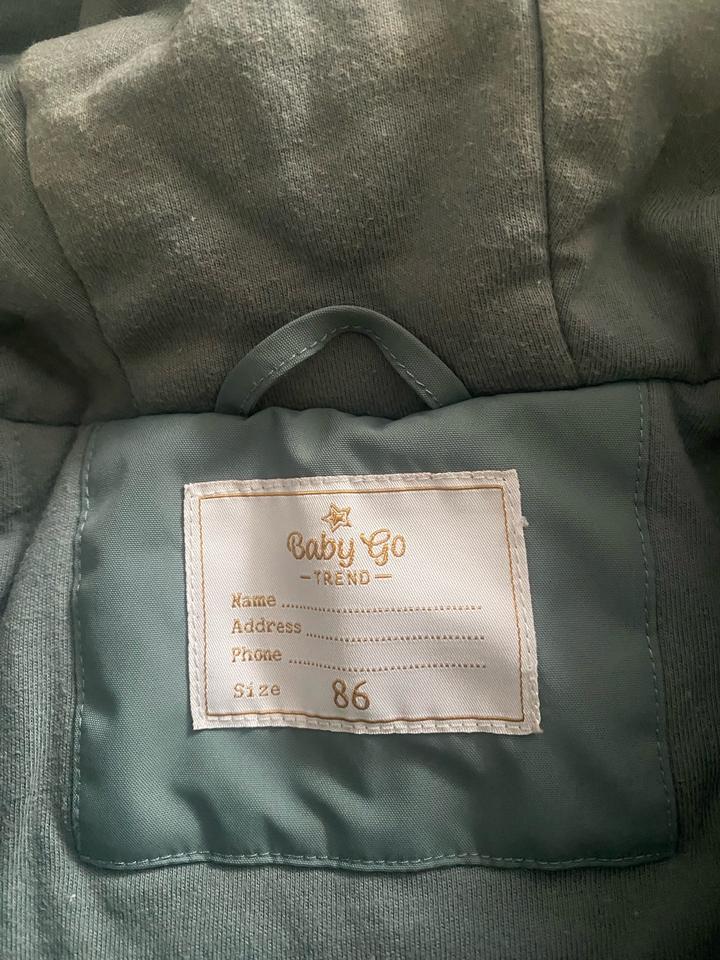 Baby Go
—TREND—
Name ........................................
Address ....................................
Phone ......................................
Size 86